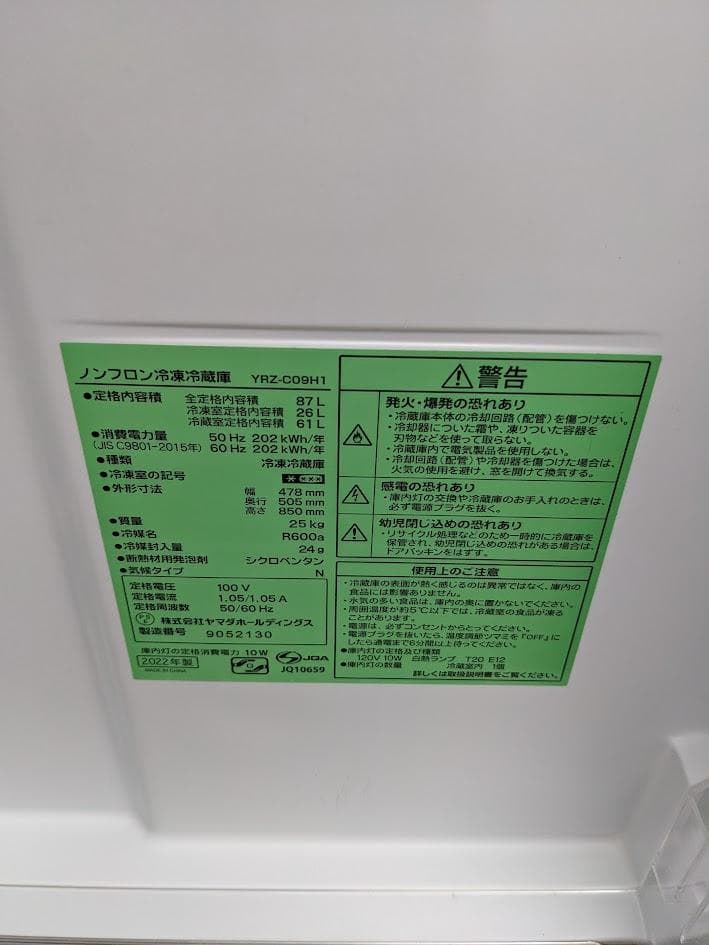 ノンフロン冷凍冷蔵庫 YRZ-C09H1
●定格内容積 全定格内容積 87 L
冷凍室定格内容積 26 L
冷蔵室定格内容積 61 L
●消費電力量 50 Hz 202 kWh/年
(JIS C9801-2015年) 60 Hz 202 kWh/年
●種類 冷凍冷蔵庫
●冷凍室の記号
●外形寸法 幅 478 mm
奥行 505 mm
高さ 850 mm
●質量 25 kg
●冷媒名 R600a
●冷媒封入量 24 g
●断熱材用発泡剤 シクロペンタン
●気候タイプ N
定格電圧 100 V
定格電流 1.05/1.05 A
定格周波数 50/60 Hz
株式会社ヤマダホールディングス
製造番号 9052130
庫内灯の定格消費電力 10W
2022年製
MADE IN CHINA
JQA
JQ10659
警告
発火・爆発の恐れあり
・冷蔵庫本体の冷却回路(配管)を傷つけない。
・冷却器についた霜や、凍りついた容器を
刃物などを使って取らない。
・冷蔵庫内で電気製品を使用しない。
・冷却回路(配管)や冷却器を傷つけた場合は、
火気の使用を避け、窓を開けて換気する。
感電の恐れあり
・庫内灯の交換や冷蔵庫のお手入れのときは、
必ず電源プラグを抜く。
幼児閉じ込めの恐れあり
・リサイクル処理などのため一時的に冷蔵庫を
保管され、幼児閉じ込めの恐れがある場合は、
ドアパッキンをはずす。
使用上のご注意
・冷蔵庫の表面が熱く感じるのは異常ではなく、庫内の
食品には影響ありません。
・水気の多い食品は、庫内の奥に置かないでください。
・周囲温度が約5℃以下では、冷蔵室の食品が凍る
ことがあります。
・電源は、必ずコンセントからとってください。
・電源プラグを抜いたら、温度調節ツマミを「OFF」に
したら通電まで6分間以上待ってください。
●庫内灯の定格及び種類
120V 10W 白熱ランプ T20 E12
●庫内灯の数量 冷蔵室内 1個
詳しくは取扱説明書をご覧ください。